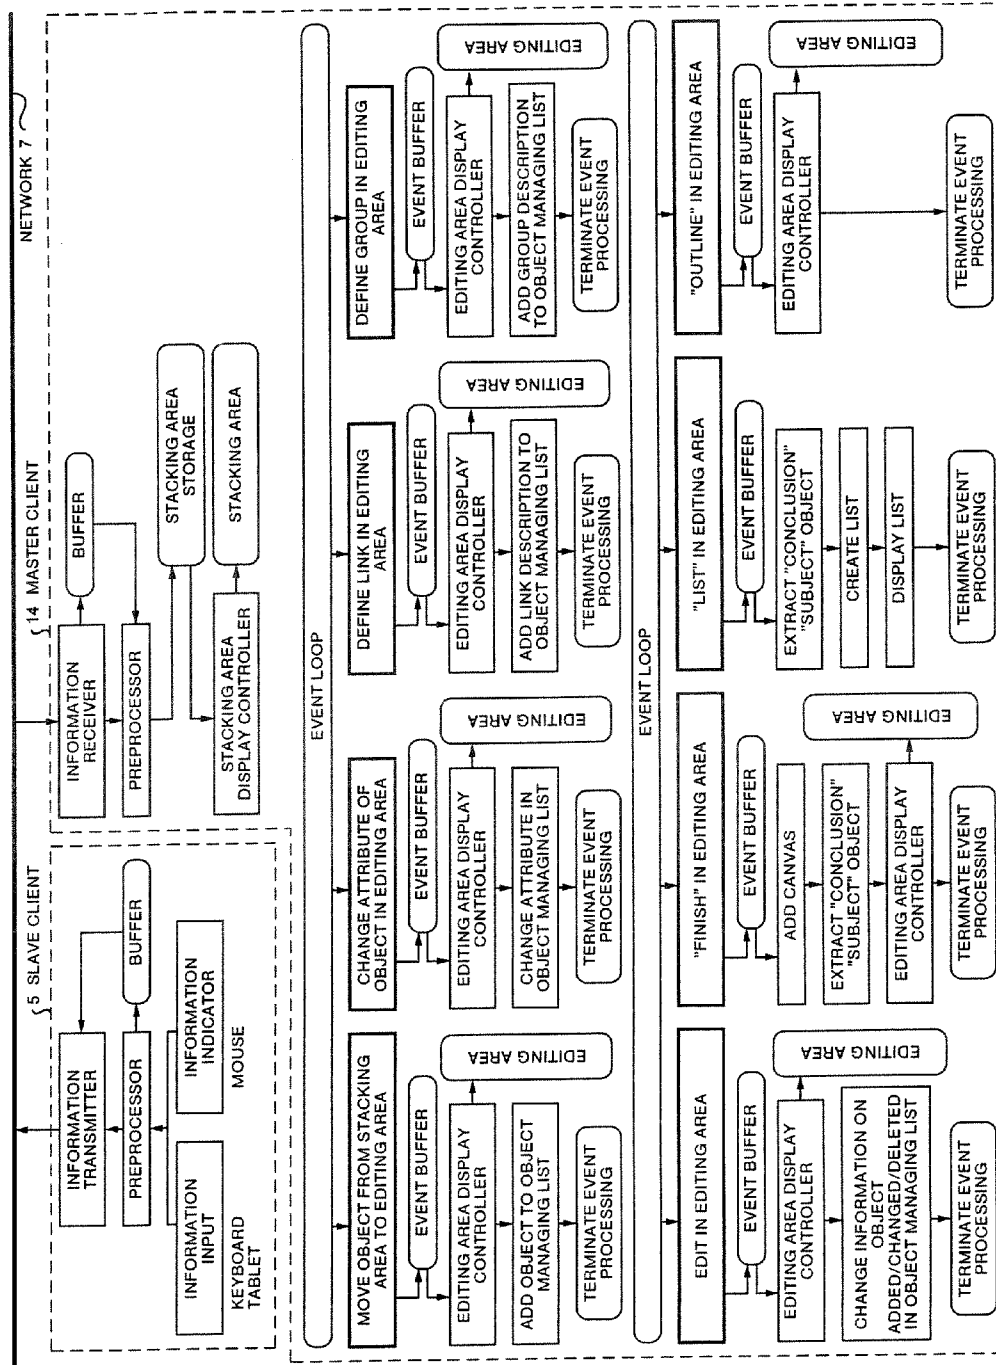 NETWORK 7
5 SLAVE CLIENT
INFORMATION
TRANSMITTER
PREPROCESSOR
BUFFER
INFORMATION
INPUT
INFORMATION
INDICATOR
KEYBOARD
TABLET
MOUSE
14 MASTER CLIENT
INFORMATION
RECEIVER
BUFFER
PREPROCESSOR
STACKING AREA
STORAGE
STACKING AREA
DISPLAY CONTROLLER
STACKING AREA
EVENT LOOP
MOVE OBJECT FROM STACKING
AREA TO EDITING AREA
EVENT BUFFER
EDITING AREA DISPLAY
CONTROLLER
EDITING AREA
ADD OBJECT TO OBJECT
MANAGING LIST
TERMINATE EVENT
PROCESSING
CHANGE ATTRIBUTE OF
OBJECT IN EDITING AREA
EVENT BUFFER
EDITING AREA DISPLAY
CONTROLLER
EDITING AREA
CHANGE ATTRIBUTE IN
OBJECT MANAGING LIST
TERMINATE EVENT
PROCESSING
DEFINE LINK IN EDITING
AREA
EVENT BUFFER
EDITING AREA DISPLAY
CONTROLLER
EDITING AREA
ADD LINK DESCRIPTION TO
OBJECT MANAGING LIST
TERMINATE EVENT
PROCESSING
DEFINE GROUP IN EDITING
AREA
EVENT BUFFER
EDITING AREA DISPLAY
CONTROLLER
EDITING AREA
ADD GROUP DESCRIPTION
TO OBJECT MANAGING LIST
TERMINATE EVENT
PROCESSING
EVENT LOOP
EDIT IN EDITING AREA
EVENT BUFFER
EDITING AREA DISPLAY
CONTROLLER
EDITING AREA
CHANGE INFORMATION ON
OBJECT
ADDED/CHANGED/DELETED
IN OBJECT MANAGING LIST
TERMINATE EVENT
PROCESSING
"FINISH" IN EDITING AREA
EVENT BUFFER
ADD CANVAS
EXTRACT "CONCLUSION"
"SUBJECT" OBJECT
EDITING AREA DISPLAY
CONTROLLER
EDITING AREA
TERMINATE EVENT
PROCESSING
"LIST" IN EDITING AREA
EVENT BUFFER
EXTRACT "CONCLUSION"
"SUBJECT" OBJECT
CREATE LIST
DISPLAY LIST
TERMINATE EVENT
PROCESSING
"OUTLINE" IN EDITING AREA
EVENT BUFFER
EDITING AREA DISPLAY
CONTROLLER
EDITING AREA
TERMINATE EVENT
PROCESSING